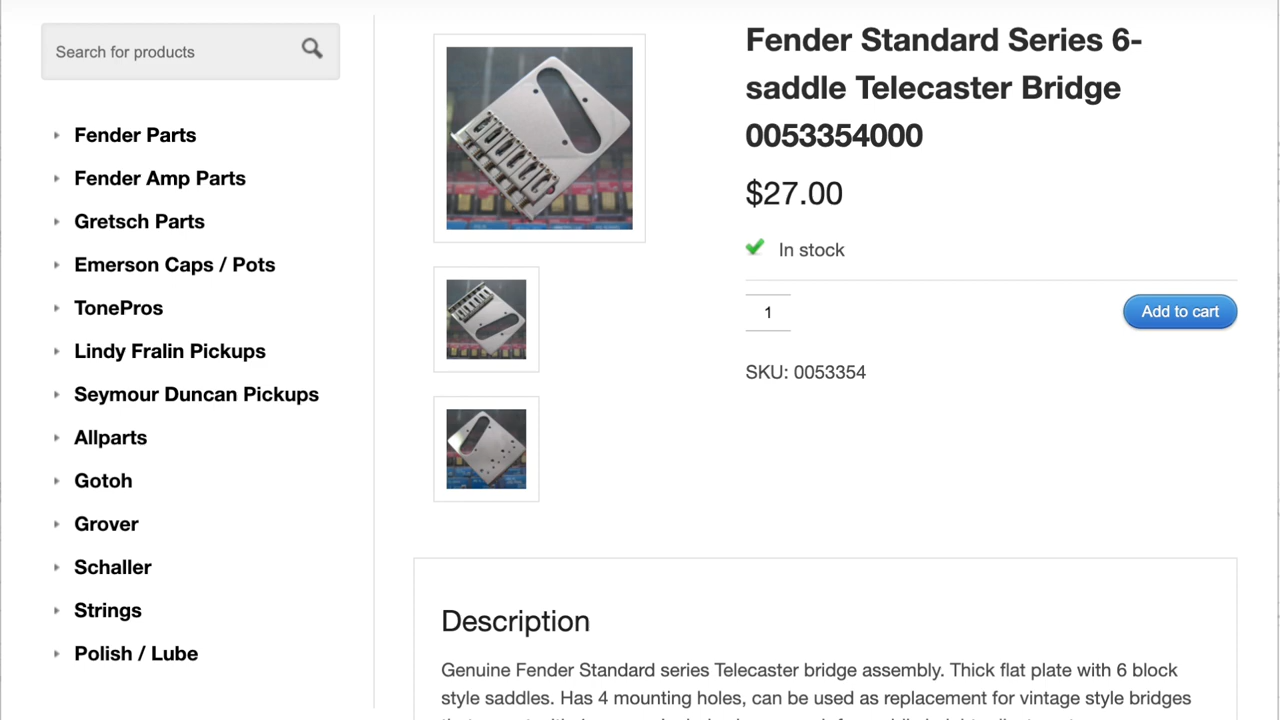 Search for products
Fender Parts
Fender Amp Parts
Gretsch Parts
Emerson Caps / Pots
TonePros
Lindy Fralin Pickups
Seymour Duncan Pickups
Allparts
Gotoh
Grover
Schaller
Strings
Polish / Lube
Fender Standard Series 6-
saddle Telecaster Bridge
0053354000
$27.00
In stock
1
Add to cart
SKU: 0053354
Description
Genuine Fender Standard series Telecaster bridge assembly. Thick flat plate with 6 block
style saddles. Has 4 mounting holes, can be used as replacement for vintage style bridges